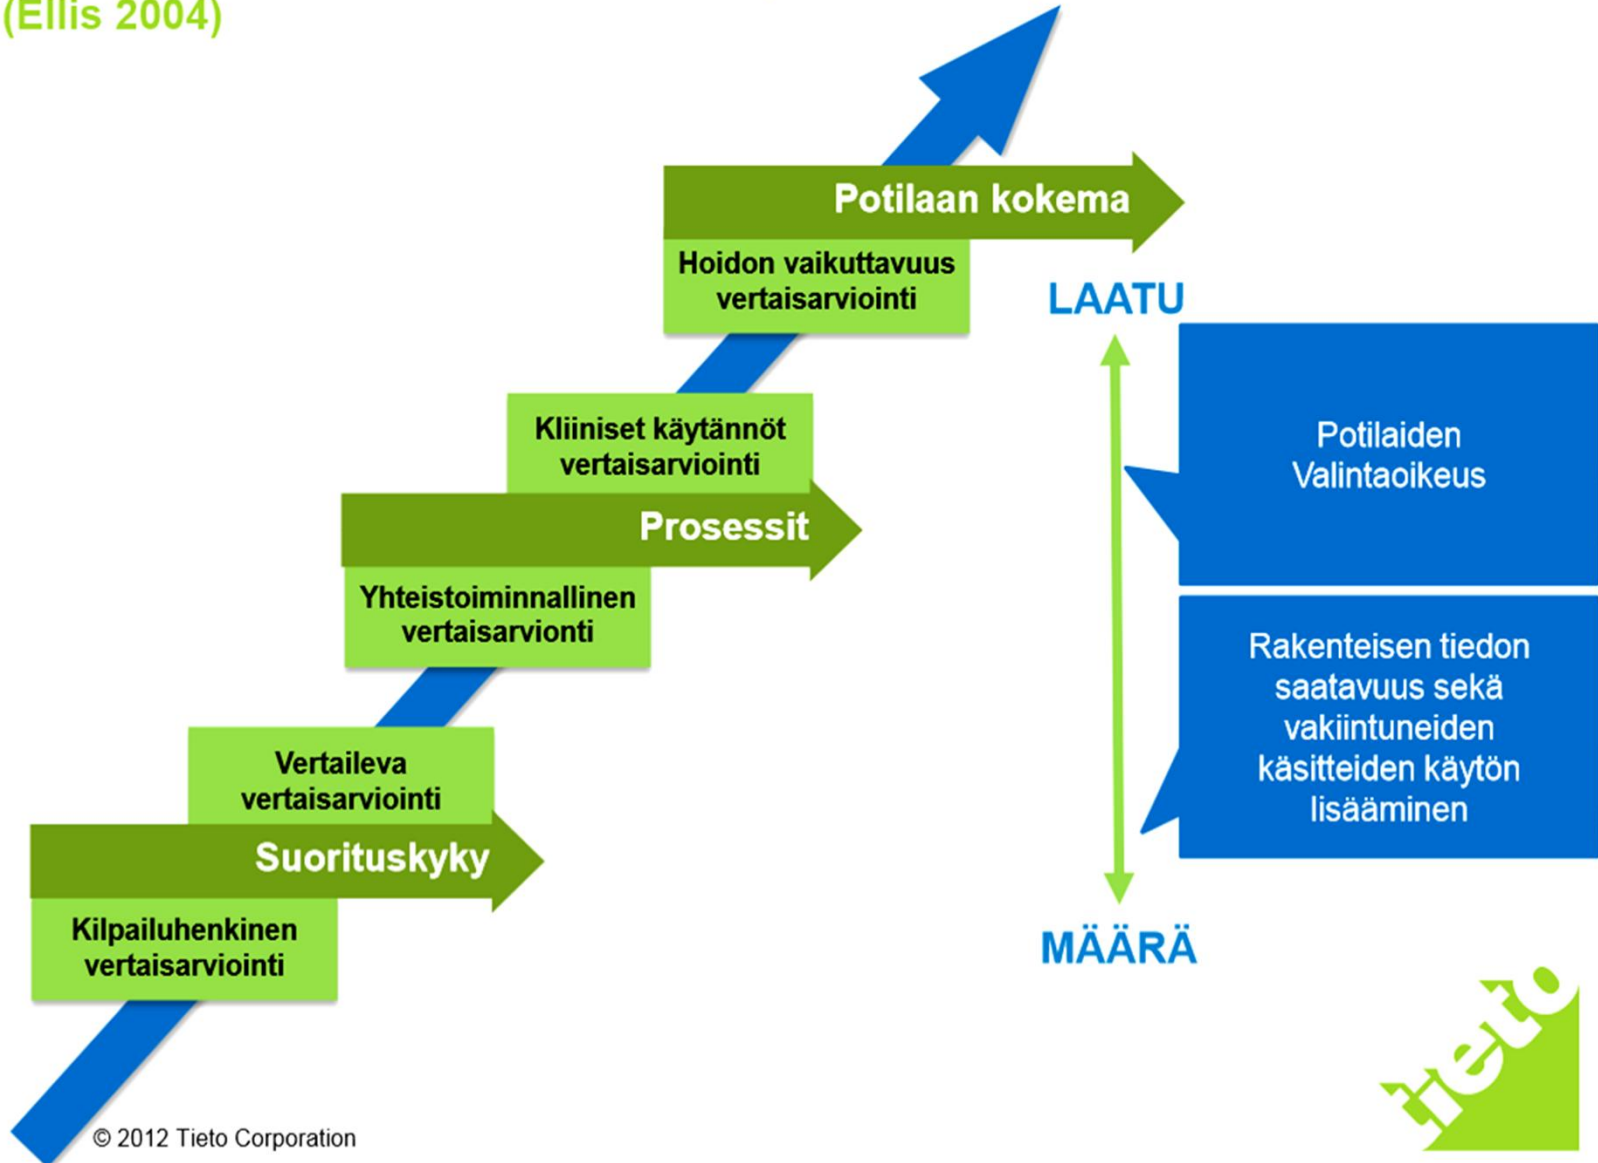 (Ellis 2004)
Potilaan kokema
Hoidon vaikuttavuus
vertaisarviointi
LAATU
Kliiniset käytännöt
vertaisarviointi
Potilaiden
Valintaoikeus
Prosessit
Yhteistoiminnallinen
vertaisarvionti
Rakenteisen tiedon
saatavuus sekä
vakiintuneiden
käsitteiden käytön
lisääminen
Vertaileva
vertaisarviointi
Suorituskyky
Kilpailuhenkinen
vertaisarviointi
MÄÄRÄ
tieto
© 2012 Tieto Corporation